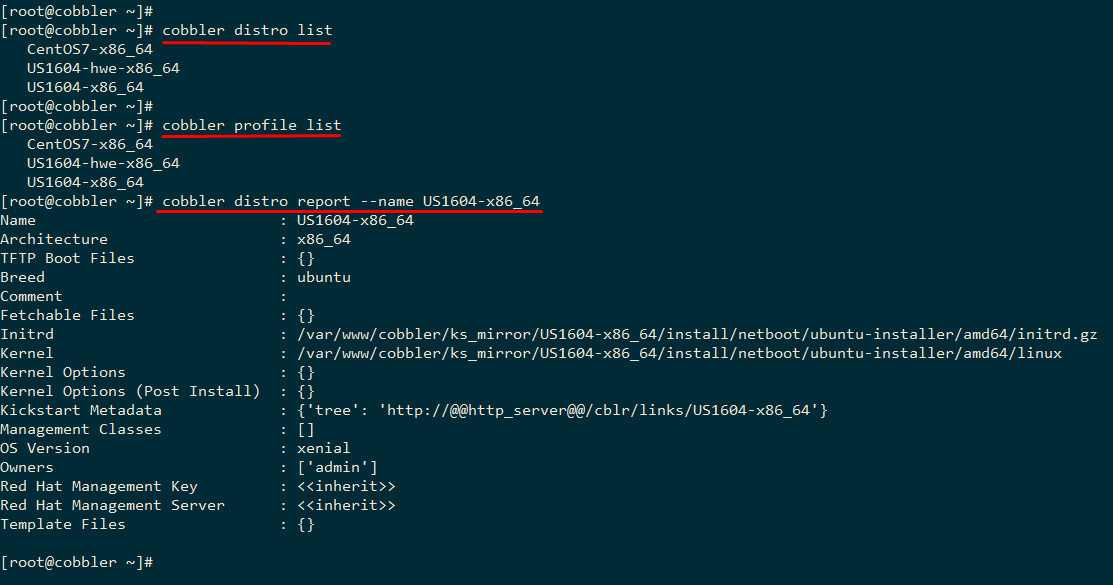 [root@cobbler ~]#
[root@cobbler ~]# cobbler distro list
   CentOS7-x86_64
   US1604-hwe-x86_64
   US1604-x86_64
[root@cobbler ~]#
[root@cobbler ~]# cobbler profile list
   CentOS7-x86_64
   US1604-hwe-x86_64
   US1604-x86_64
[root@cobbler ~]# cobbler distro report --name US1604-x86_64
Name                           : US1604-x86_64
Architecture                   : x86_64
TFTP Boot Files                : {}
Breed                          : ubuntu
Comment                        :
Fetchable Files                : {}
Initrd                         : /var/www/cobbler/ks_mirror/US1604-x86_64/install/netboot/ubuntu-installer/amd64/initrd.gz
Kernel                         : /var/www/cobbler/ks_mirror/US1604-x86_64/install/netboot/ubuntu-installer/amd64/linux
Kernel Options                 : {}
Kernel Options (Post Install)  : {}
Kickstart Metadata             : {'tree': 'http://@@http_server@@/cblr/links/US1604-x86_64'}
Management Classes             : []
OS Version                     : xenial
Owners                         : ['admin']
Red Hat Management Key         : <<inherit>>
Red Hat Management Server      : <<inherit>>
Template Files                 : {}
[root@cobbler ~]#